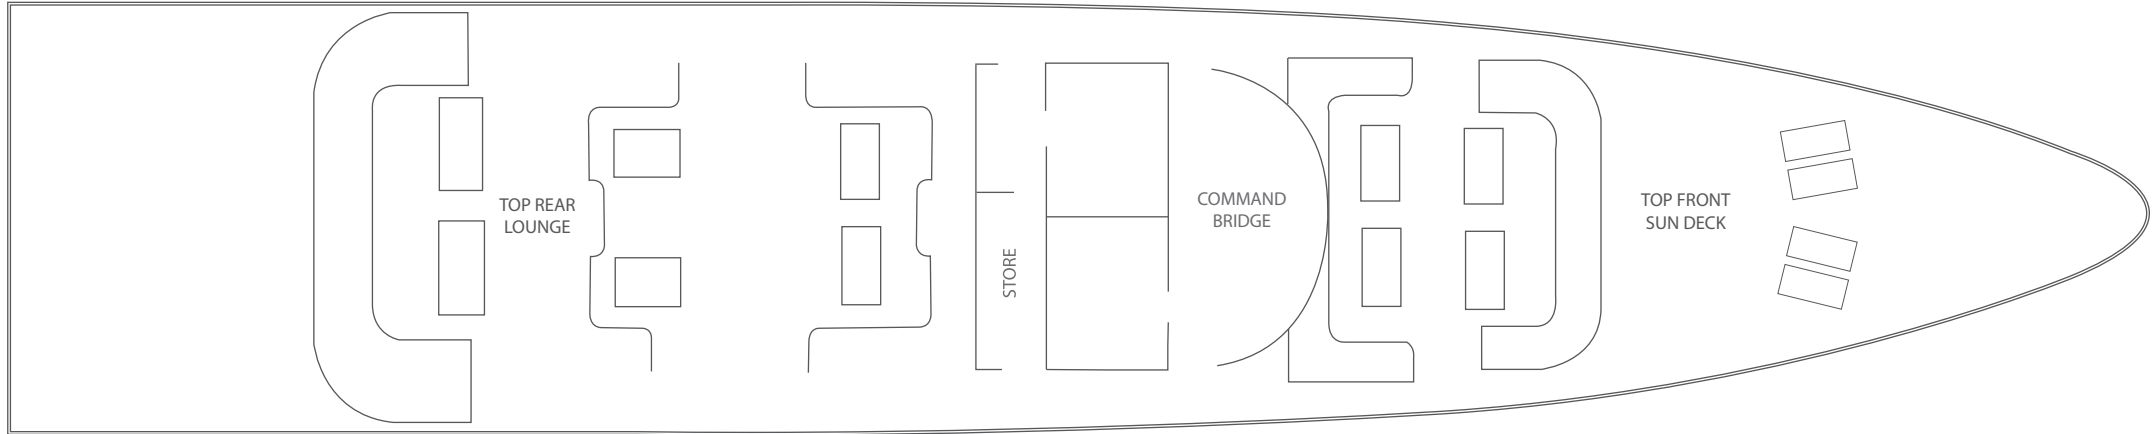 TOP REAR
LOUNGE
STORE
COMMAND
BRIDGE
TOP FRONT
SUN DECK